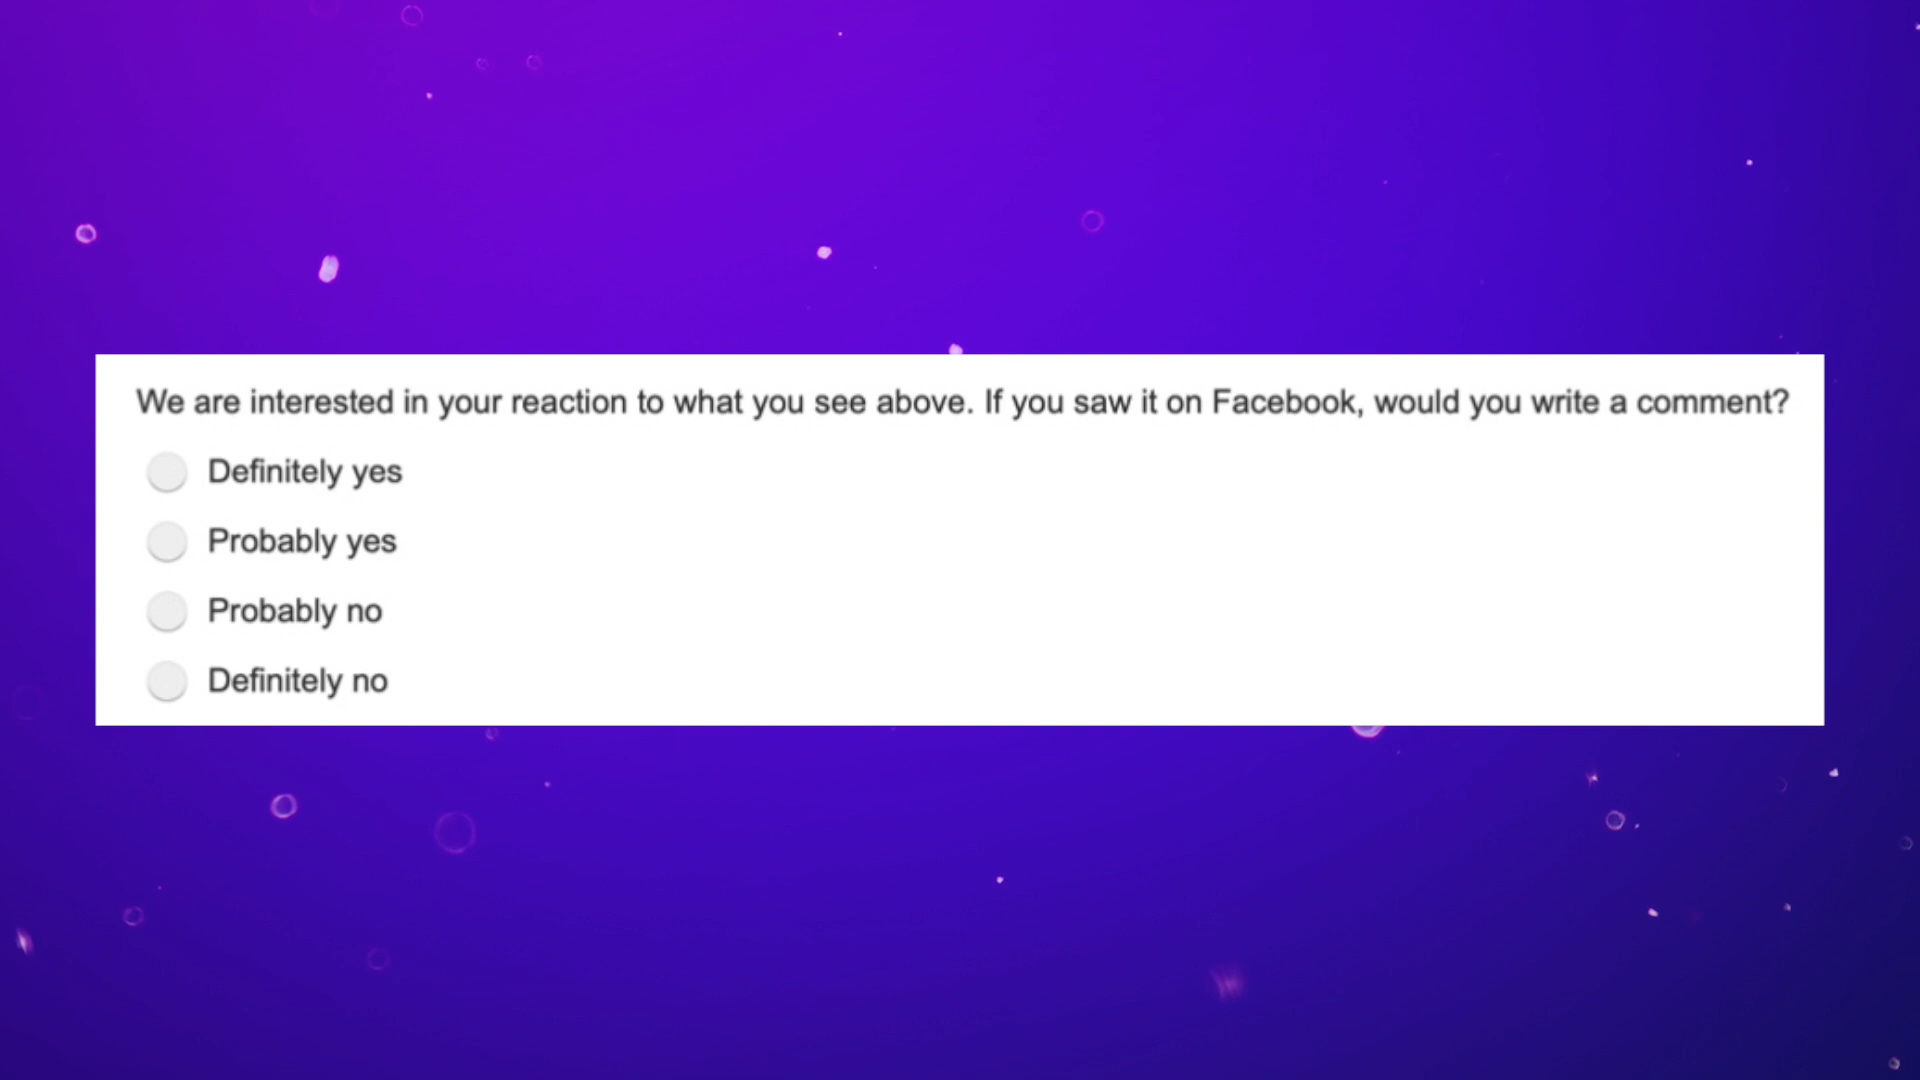 We are interested in your reaction to what you see above. If you saw it on Facebook, would you write a comment?
Definitely yes
Probably yes
Probably no
Definitely no